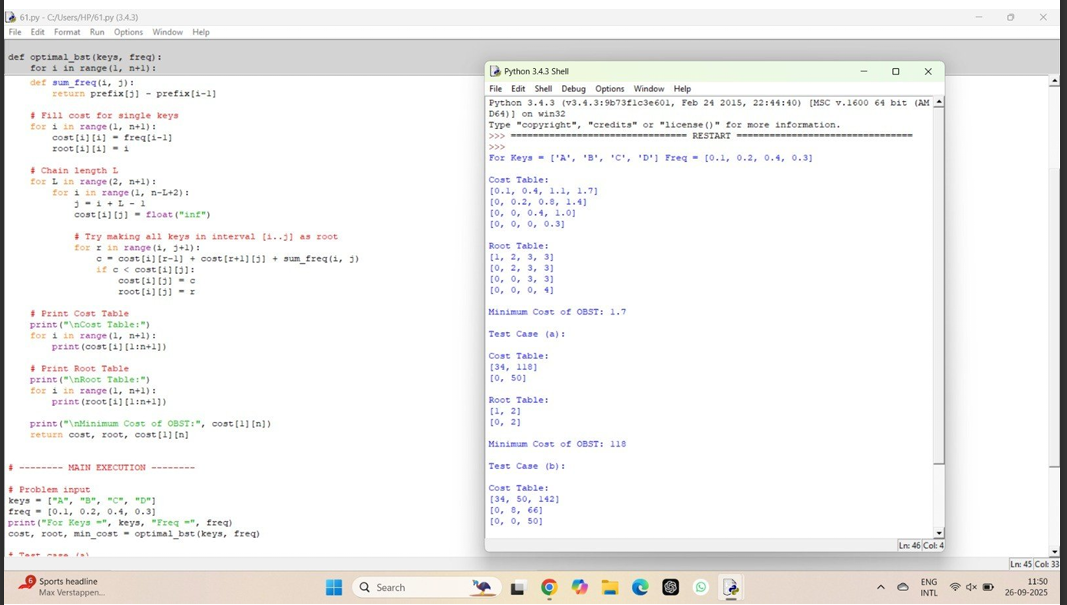 61.py - C:/Users/HP/61.py (3.4.3)
File Edit Format Run Options Window Help
def optimal_bst(keys, freq):
for i in range(1, n+1):
def sum_freq(i, j):
return prefix[j] - prefix[i-1]
# Fill cost for single keys
for i in range(1, n+1):
cost[i][i] = freq[i-1]
root[i][i] = i
# Chain length L
for L in range(2, n+1):
for i in range(1, n-L+2):
j = i + L - 1
cost[i][j] = float("inf")
# Try making all keys in interval [i..j] as root
for r in range(i, j+1):
c = cost[i][r-1] + cost[r+1][j] + sum_freq(i, j)
if c < cost[i][j]:
cost[i][j] = c
root[i][j] = r
# Print Cost Table
print("\nCost Table:")
for i in range(1, n+1):
print(cost[i][1:n+1])
# Print Root Table
print("\nRoot Table:")
for i in range(1, n+1):
print(root[i][1:n+1])
print("\nMinimum Cost of OBST:", cost[1][n])
return cost, root, cost[1][n]
# -------- MAIN EXECUTION --------
# Problem input
keys = ["A", "B", "C", "D"]
freq = [0.1, 0.2, 0.4, 0.3]
print("For Keys =", keys, "Freq =", freq)
cost, root, min_cost = optimal_bst(keys, freq)
# Test case (a)
Ln: 45 Col: 33
Python 3.4.3 Shell
File Edit Shell Debug Options Window Help
Python 3.4.3 (v3.4.3:9b73f1c3e601, Feb 24 2015, 22:44:40) [MSC v.1600 64 bit (AM
D64)] on win32
Type "copyright", "credits" or "license()" for more information.
>>> ================================ RESTART ================================
>>>
For Keys = ['A', 'B', 'C', 'D'] Freq = [0.1, 0.2, 0.4, 0.3]
Cost Table:
[0.1, 0.4, 1.1, 1.7]
[0, 0.2, 0.8, 1.4]
[0, 0, 0.4, 1.0]
[0, 0, 0, 0.3]
Root Table:
[1, 2, 3, 3]
[0, 2, 3, 3]
[0, 0, 3, 3]
[0, 0, 0, 4]
Minimum Cost of OBST: 1.7
Test Case (a):
Cost Table:
[34, 118]
[0, 50]
Root Table:
[1, 2]
[0, 2]
Minimum Cost of OBST: 118
Test Case (b):
Cost Table:
[34, 50, 142]
[0, 8, 66]
[0, 0, 50]
Ln: 46 Col: 4
6
Sports headline
Max Verstappen...
Search
ENG
INTL
11:50
26-09-2025